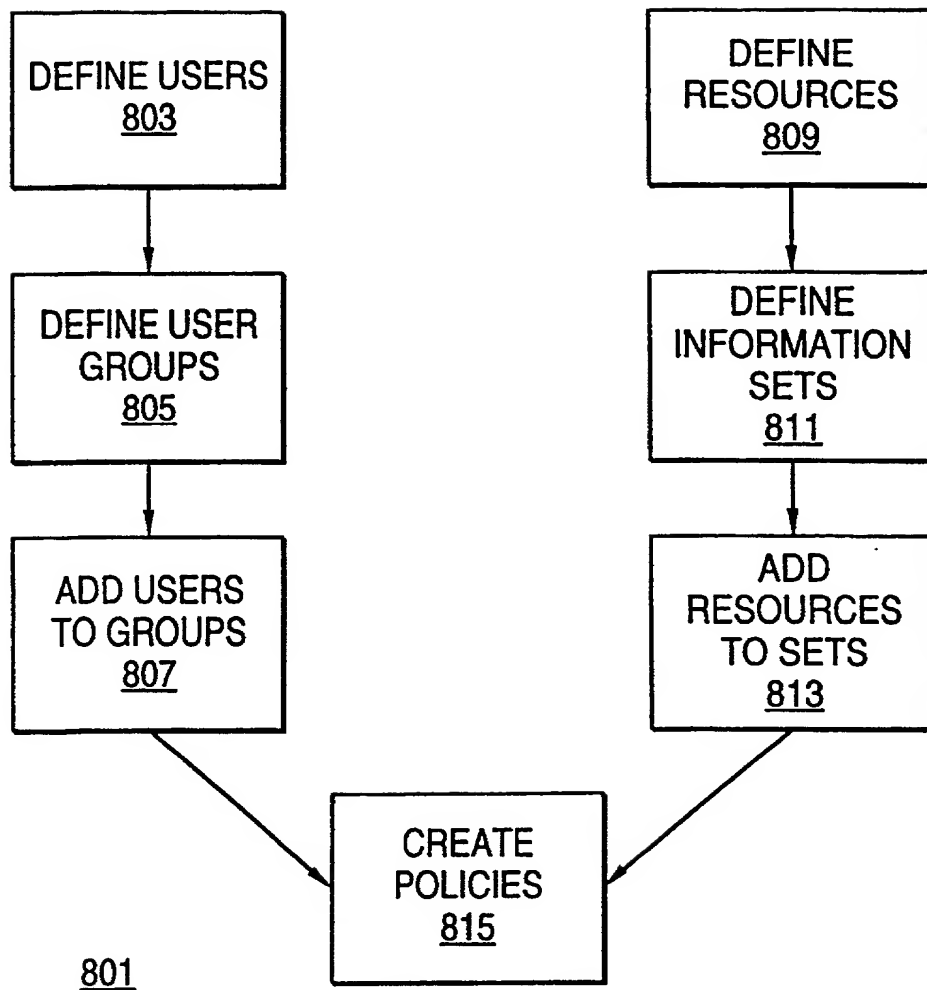 DEFINE USERS
803
DEFINE
RESOURCES
809
DEFINE USER
GROUPS
805
DEFINE
INFORMATION
SETS
811
ADD USERS
TO GROUPS
807
ADD
RESOURCES
TO SETS
813
CREATE
POLICIES
815
801